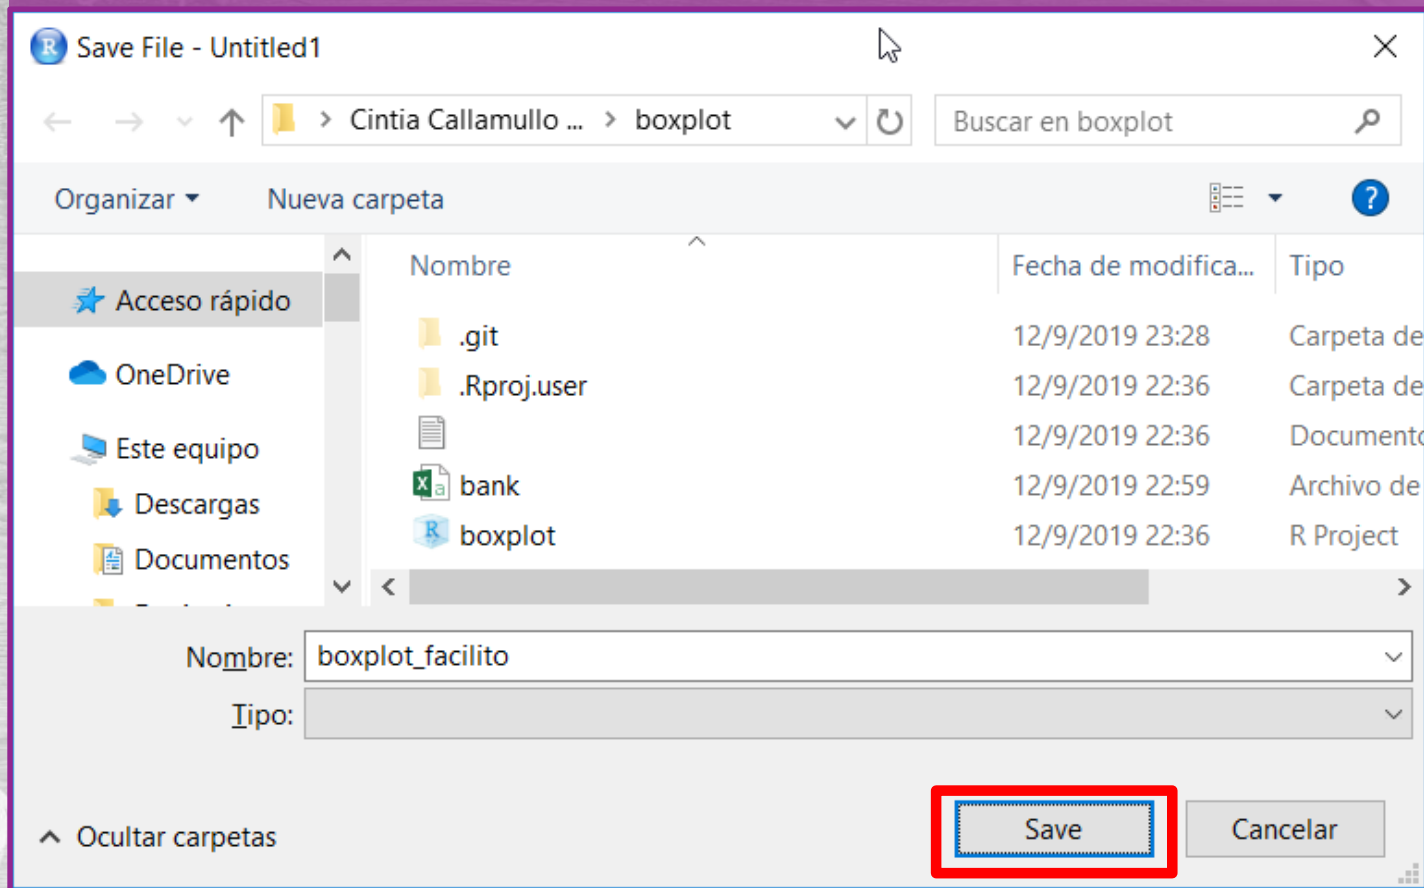 Save File - Untitled1
Cintia Callamullo ... > boxplot
Buscar en boxplot
Organizar
Nueva carpeta
Nombre Fecha de modifica... Tipo
Acceso rápido
OneDrive
Este equipo
Descargas
Documentos
.git 12/9/2019 23:28 Carpeta de
.Rproj.user 12/9/2019 22:36 Carpeta de
12/9/2019 22:36 Documento
bank 12/9/2019 22:59 Archivo de
boxplot 12/9/2019 22:36 R Project
Nombre: boxplot_facilito
Tipo:
Ocultar carpetas
Save
Cancelar